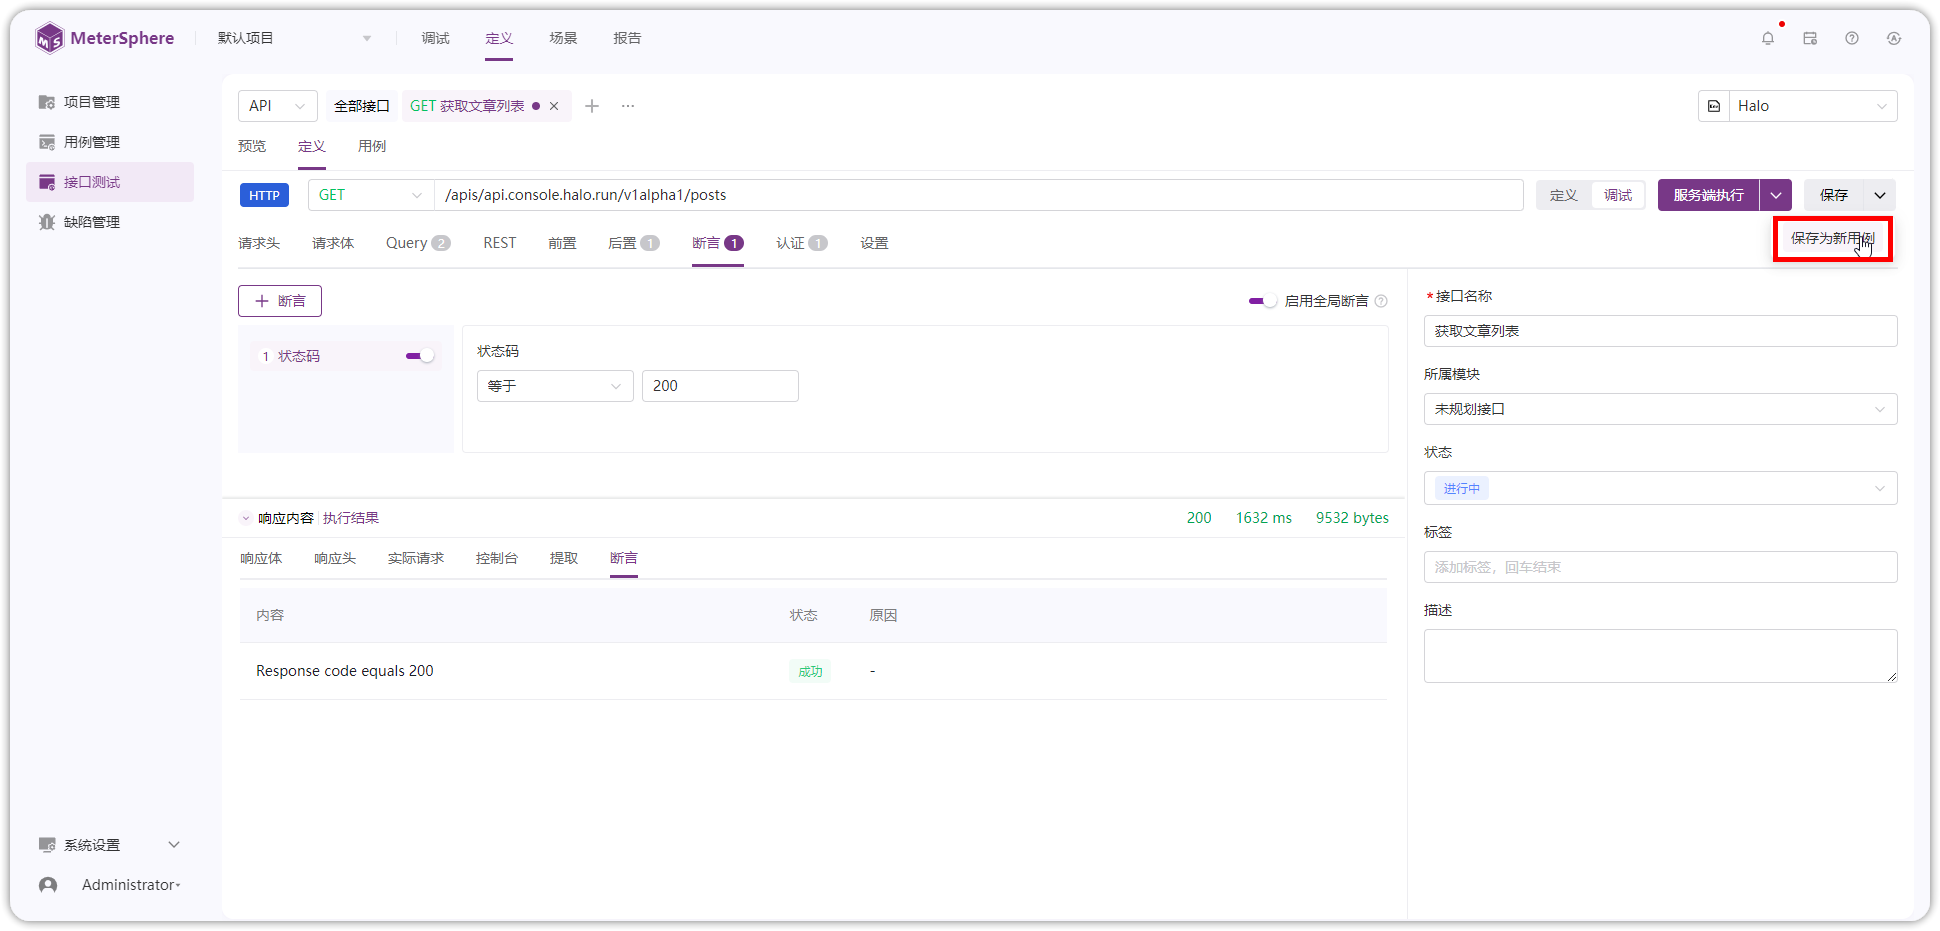 MeterSphere
默认项目
调试
定义
场景
报告
项目管理
用例管理
接口测试
缺陷管理
系统设置
Administrator
API
全部接口
GET 获取文章列表
Halo
预览
定义
用例
HTTP
GET
/apis/api.console.halo.run/v1alpha1/posts
定义
调试
服务端执行
保存
保存为新用例
请求头
请求体
Query 2
REST
前置
后置 1
断言 1
认证 1
设置
断言
启用全局断言
1 状态码
状态码
等于
200
响应内容
执行结果
200
1632 ms
9532 bytes
响应体
响应头
实际请求
控制台
提取
断言
内容
状态
原因
Response code equals 200
成功
-
*接口名称
获取文章列表
所属模块
未规划接口
状态
进行中
标签
添加标签，回车结束
描述